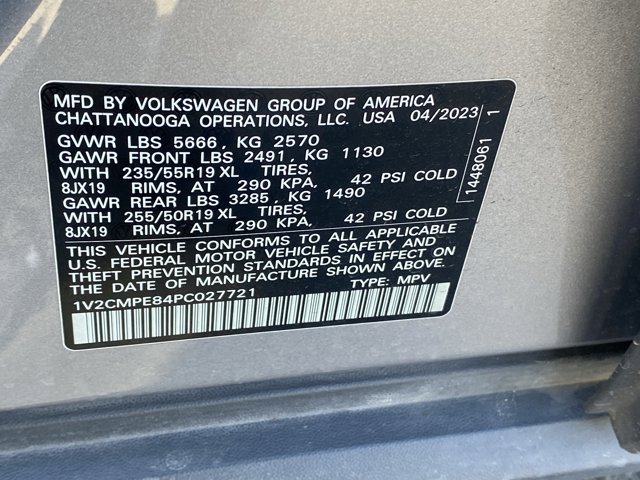 MFD BY VOLKSWAGEN GROUP OF AMERICA
CHATTANOOGA OPERATIONS, LLC. USA 04/2023
GVWR LBS 5666, KG 2570
GAWR FRONT LBS 2491, KG 1130
WITH 235/55R19 XL TIRES,
8JX19 RIMS, AT 290 KPA, 42 PSI COLD
GAWR REAR LBS 3285, KG 1490
WITH 255/50R19 XL TIRES,
8JX19 RIMS, AT 290 KPA, 42 PSI COLD
THIS VEHICLE CONFORMS TO ALL APPLICABLE
U.S. FEDERAL MOTOR VEHICLE SAFETY AND
THEFT PREVENTION STANDARDS IN EFFECT ON
THE DATE OF MANUFACTURE SHOWN ABOVE.
1V2CMPE84PC027721 TYPE: MPV
1448061 1